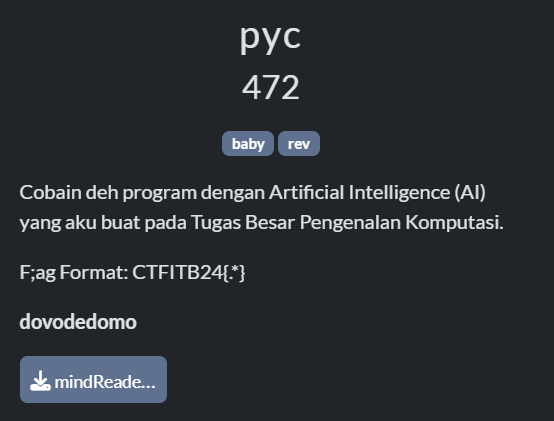 pyc
472
baby rev
Cobain deh program dengan Artificial Intelligence (AI)
yang aku buat pada Tugas Besar Pengenalan Komputasi.
F;ag Format: CTFITB24{.*}
dovodedomo
mindReade...